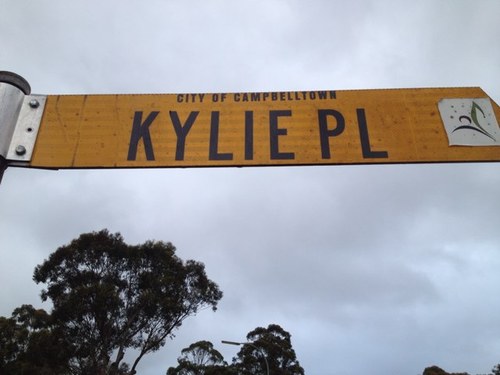 CITY OF CAMPBELLTOWN
KYLIE PL